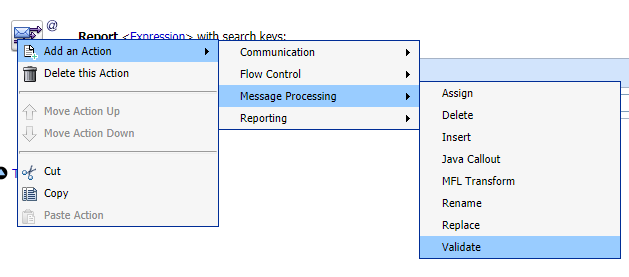 @
Report <Expression> with search keys:
Add an Action
Delete this Action
Move Action Up
Move Action Down
Cut
Copy
Paste Action
Communication
Flow Control
Message Processing
Reporting
Assign
Delete
Insert
Java Callout
MFL Transform
Rename
Replace
Validate